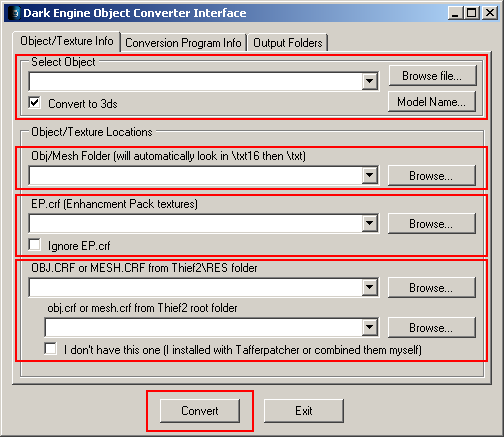 Dark Engine Object Converter Interface
Object/Texture Info
Conversion Program Info
Output Folders
Select Object
Browse file...
Convert to 3ds
Model Name...
Object/Texture Locations
Obj/Mesh Folder (will automatically look in \txt16 then \txt)
Browse...
EP.crf (Enhancment Pack textures)
Browse...
Ignore EP.crf
OBJ.CRF or MESH.CRF from Thief2\RES folder
Browse...
obj.crf or mesh.crf from Thief2 root folder
Browse...
I don't have this one (I installed with Tafferpatcher or combined them myself)
Convert
Exit